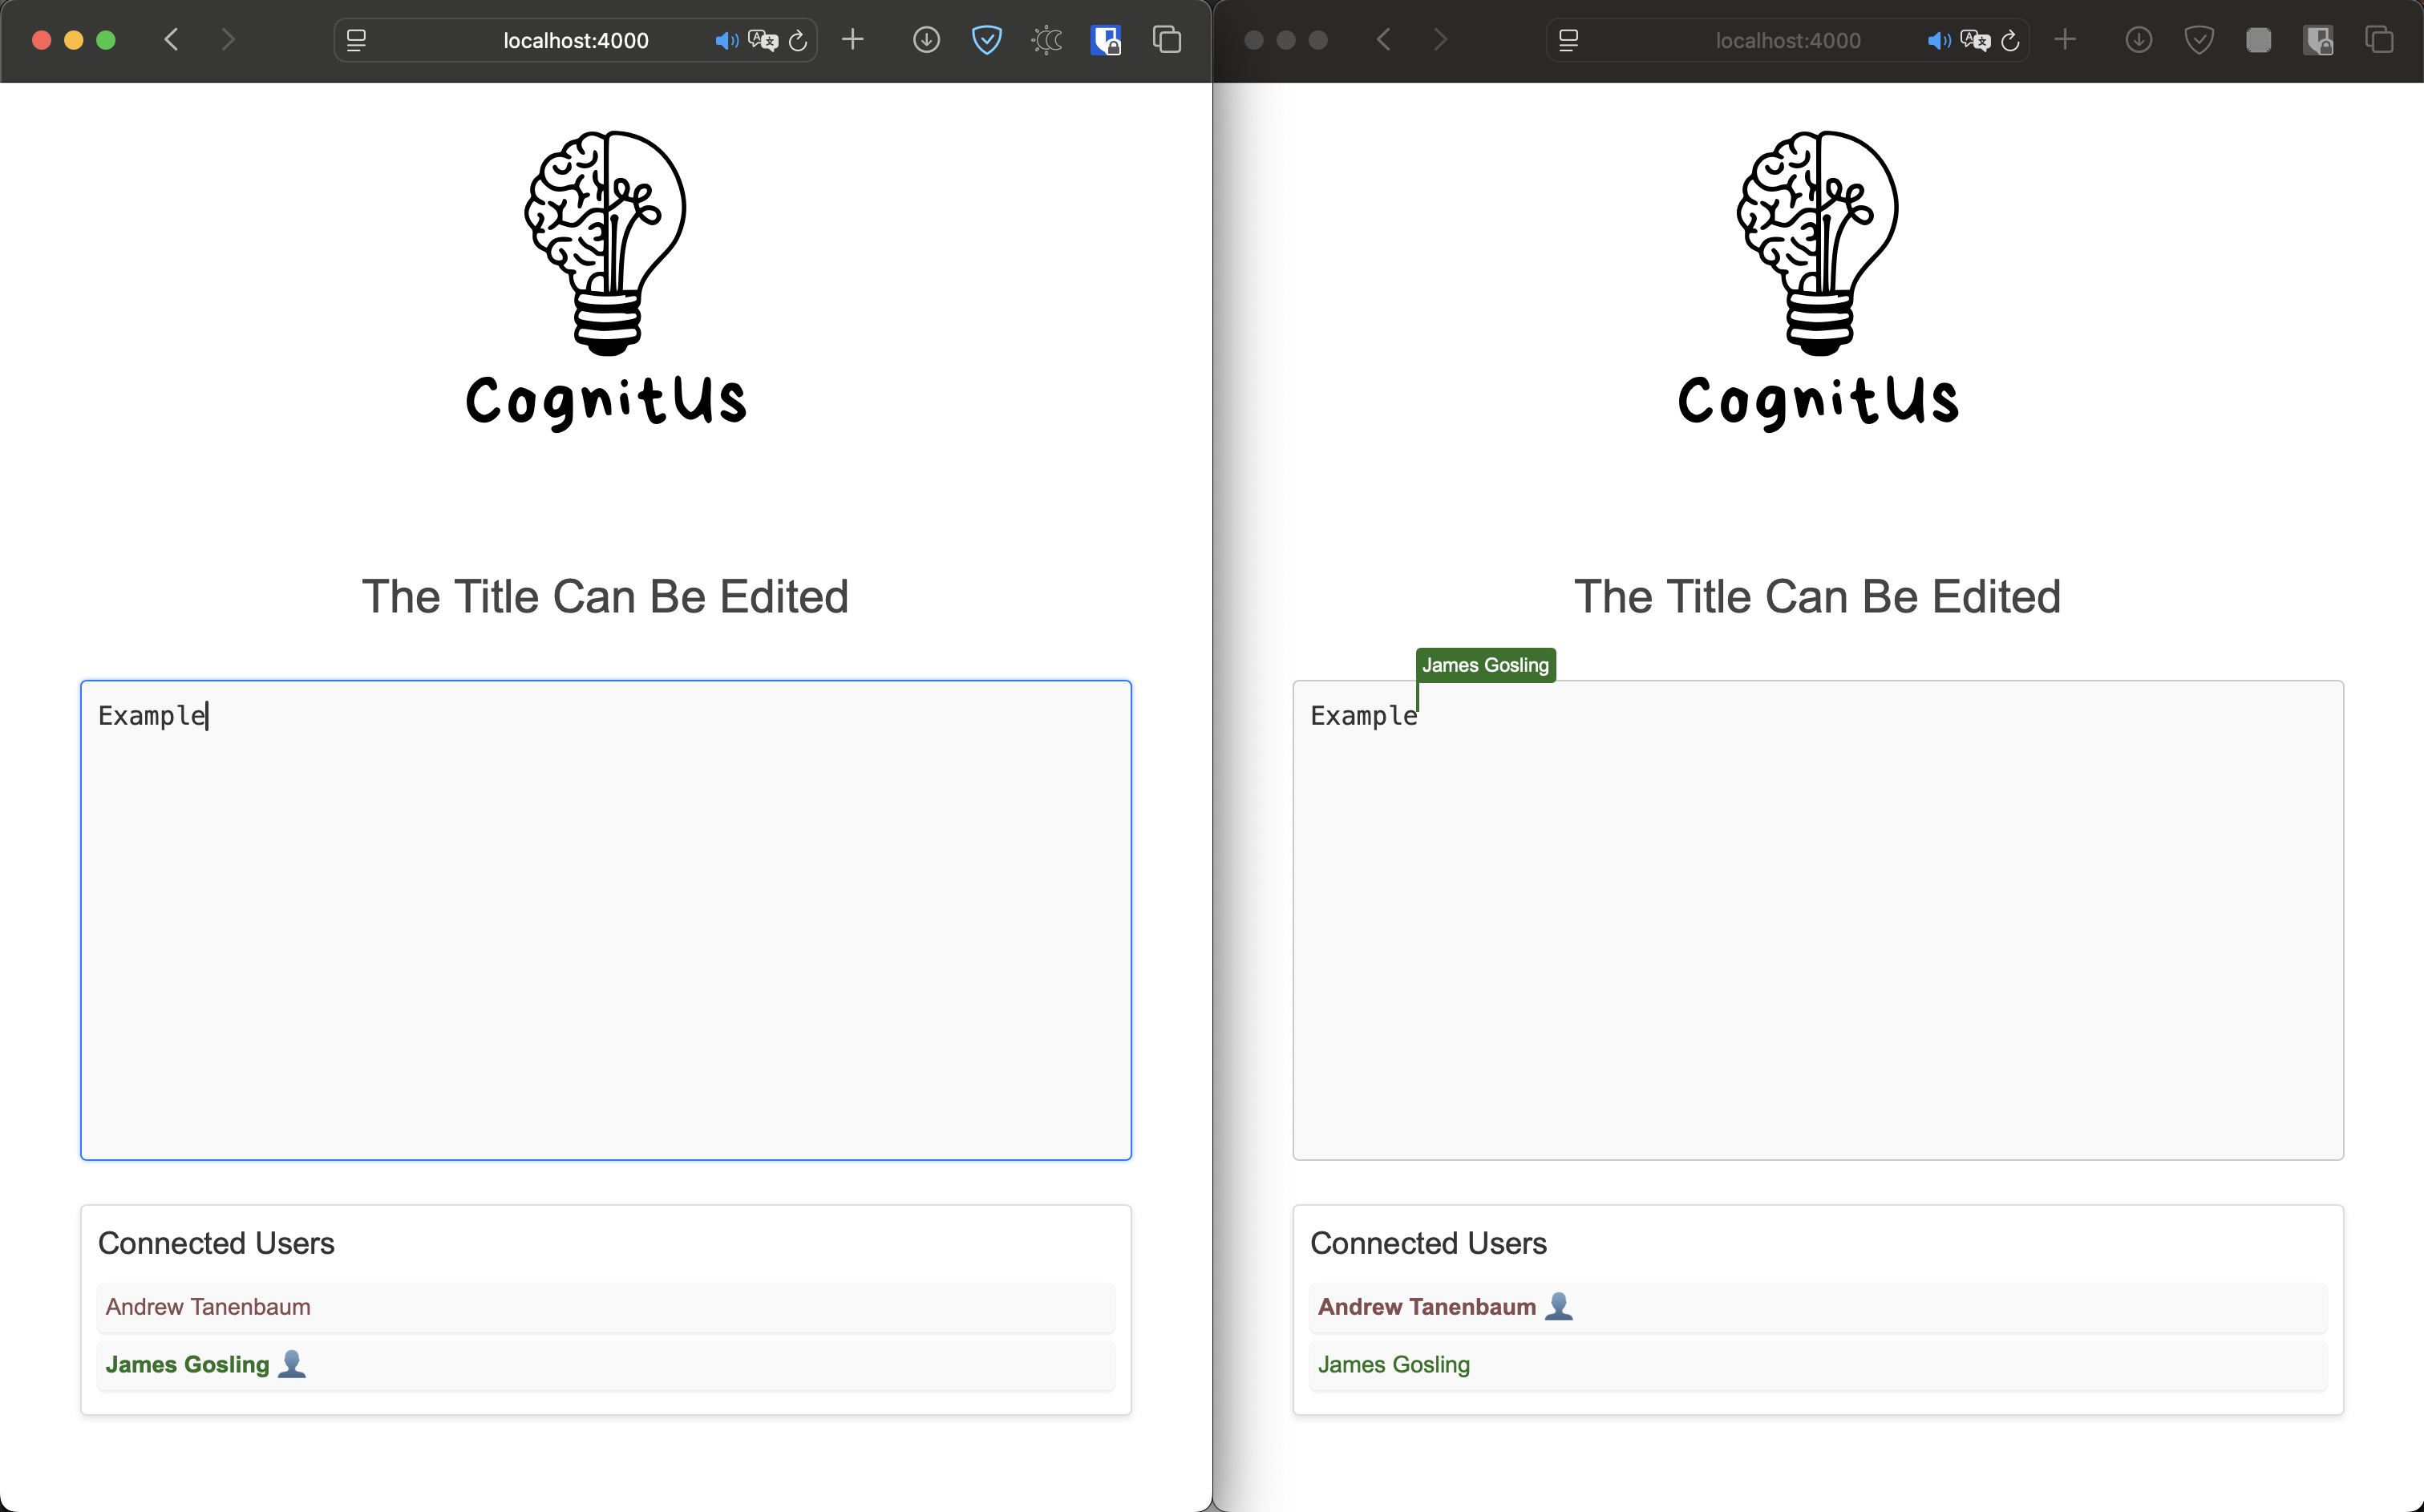 localhost:4000
CognitUs
The Title Can Be Edited
Example
Connected Users
Andrew Tanenbaum
James Gosling
localhost:4000
CognitUs
The Title Can Be Edited
James Gosling
Example
Connected Users
Andrew Tanenbaum
James Gosling